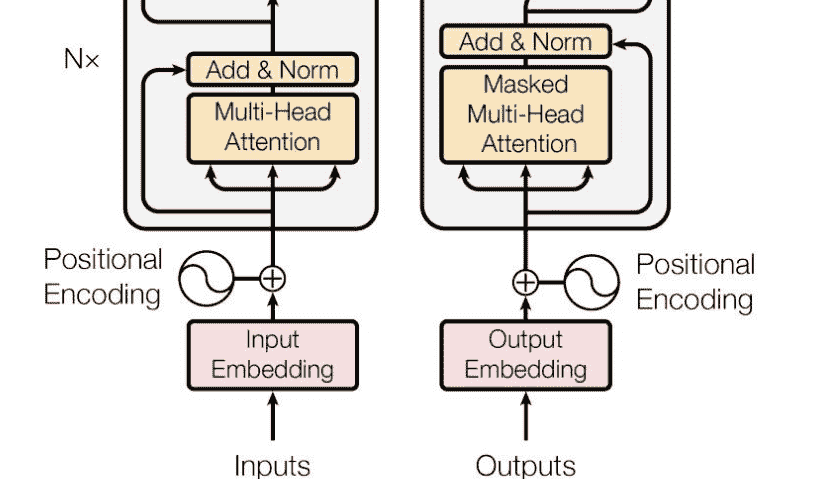 Nx
Add & Norm
Multi-Head
Attention
Positional
Encoding
Input
Embedding
Inputs
Add & Norm
Masked
Multi-Head
Attention
Positional
Encoding
Output
Embedding
Outputs